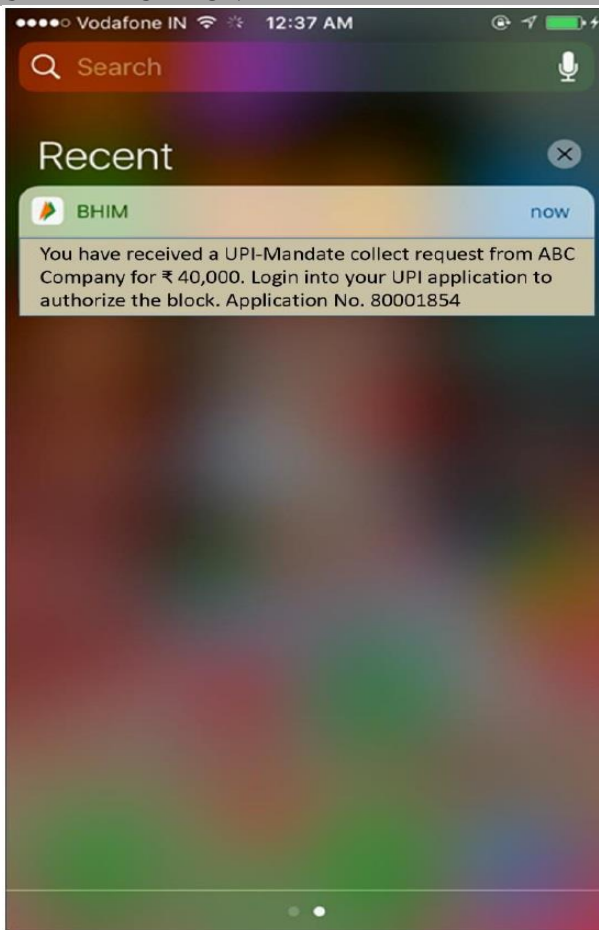 Vodafone IN 12:37 AM
Search
Recent
BHIM now
You have received a UPI-Mandate collect request from ABC
Company for ₹ 40,000. Login into your UPI application to
authorize the block. Application No. 80001854